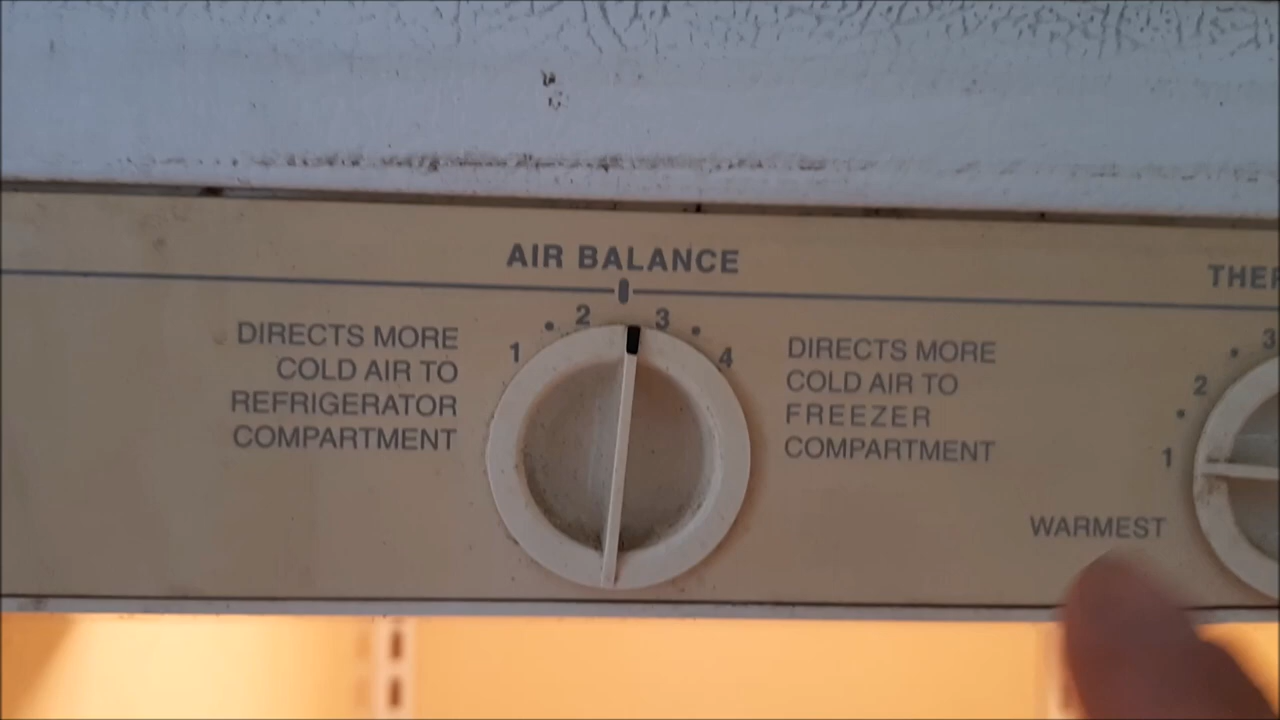 AIR BALANCE
1 2 3 4
DIRECTS MORE
COLD AIR TO
REFRIGERATOR
COMPARTMENT
DIRECTS MORE
COLD AIR TO
FREEZER
COMPARTMENT
THER
1 2 3
WARMEST